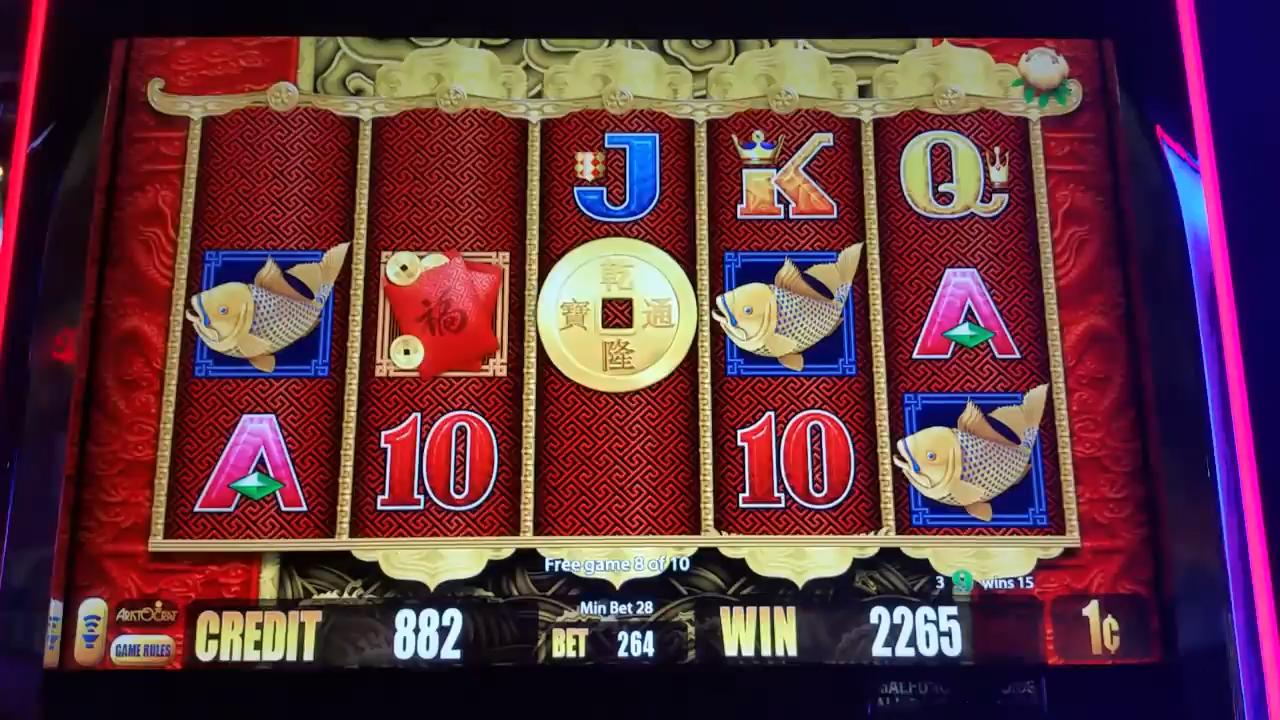 J K Q
福
乾
寶 通
隆
A
A 10 10
Free game 8 of 10
3 9 wins 15
ARISTOCRAT
GAME RULES
CREDIT 882
Min Bet 28
BET 264
WIN 2265
1¢